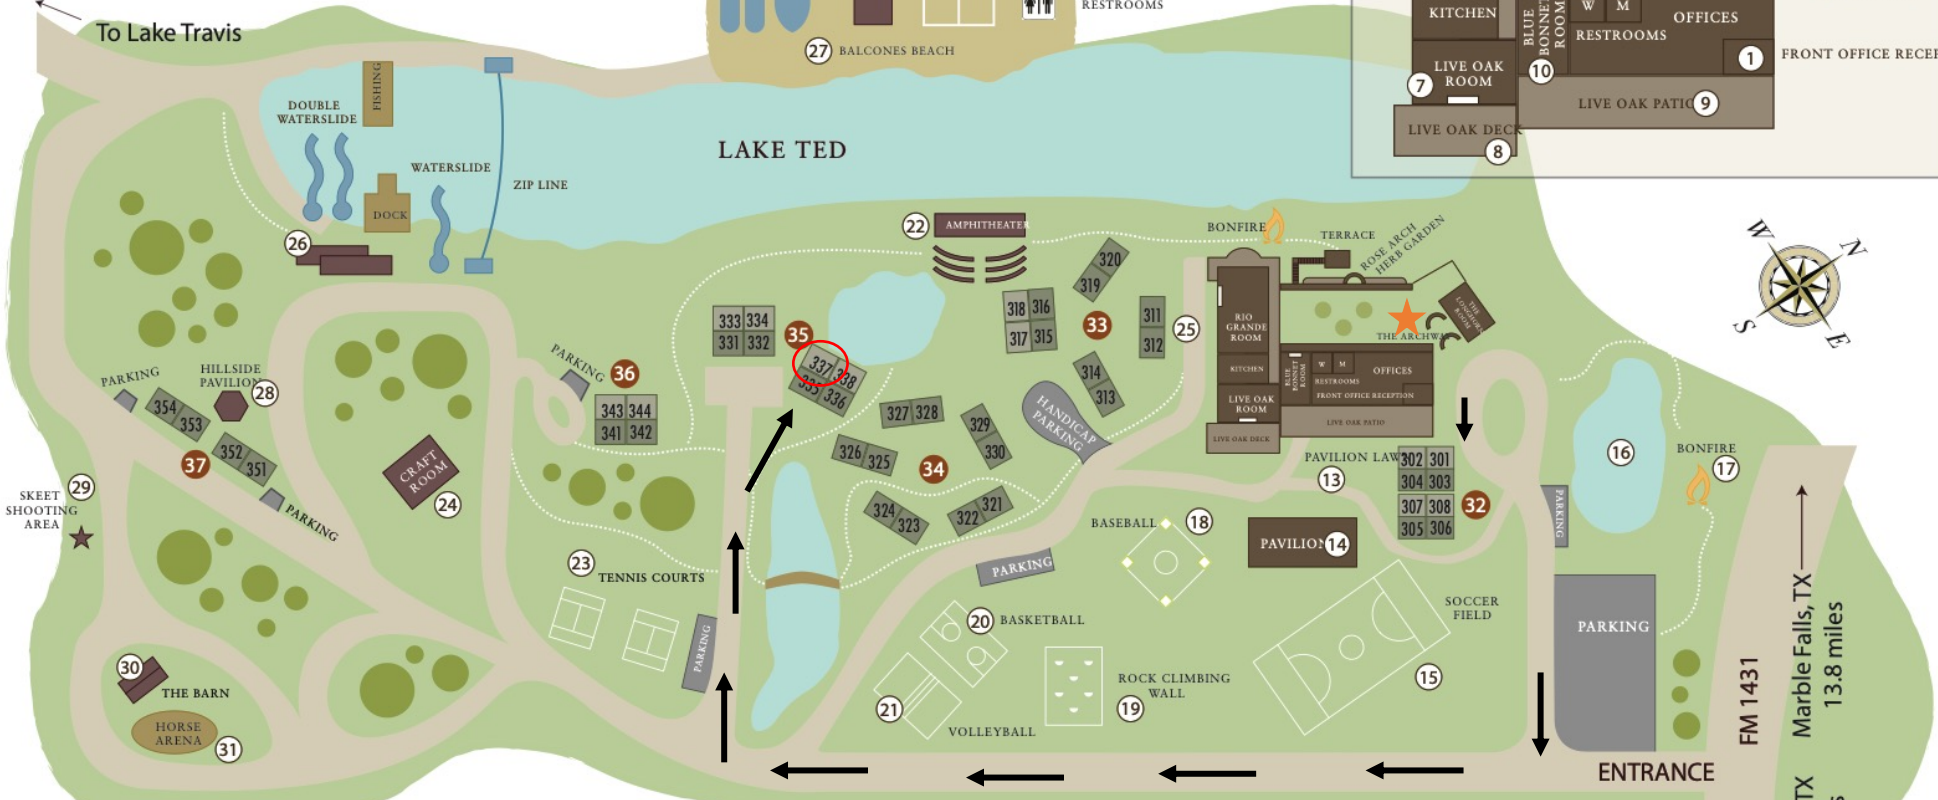 To Lake Travis
RESTROOMS
27 BALCONES BEACH
KITCHEN
BLUE BONNET ROOM
W M
RESTROOMS
OFFICES
1 FRONT OFFICE RECE
LIVE OAK ROOM
7
10
LIVE OAK PATIO 9
LIVE OAK DECK
8
FISHING
DOUBLE
WATERSLIDE
WATERSLIDE
ZIP LINE
DOCK
26
LAKE TED
22 AMPHITHEATER
BONFIRE
TERRACE
ROSE ARCH
HERB GARDEN
THE LONGHORN ROOM
THE ARCHWAY
W N
S E
320
319
318 316
317 315
33
311
312
25
314
313
RIO
GRANDE
ROOM
KITCHEN
LIVE OAK
ROOM
LIVE OAK DECK
BLUE BONNET ROOM
W M
RESTROOMS
OFFICES
FRONT OFFICE RECEPTION
LIVE OAK PATIO
333 334
331 332
35
337 338
335 336
PARKING
36
343 344
341 342
HILLSIDE
PAVILION
28
PARKING
354 353
352 351
37
PARKING
29
SKEET
SHOOTING
AREA
CRAFT
ROOM
24
327 328
329
330
326 325
34
324 323
322 321
HANDICAP
PARKING
PAVILION LAWN
13
302 301
304 303
307 308
305 306
32
PARKING
16
BONFIRE
17
BASEBALL 18
PAVILION 14
PARKING
23
TENNIS COURTS
PARKING
20 BASKETBALL
21
VOLLEYBALL
ROCK CLIMBING
WALL
19
SOCCER
FIELD
15
PARKING
30
THE BARN
HORSE
ARENA
31
FM 1431
Marble Falls, TX
13.8 miles
ENTRANCE
TX